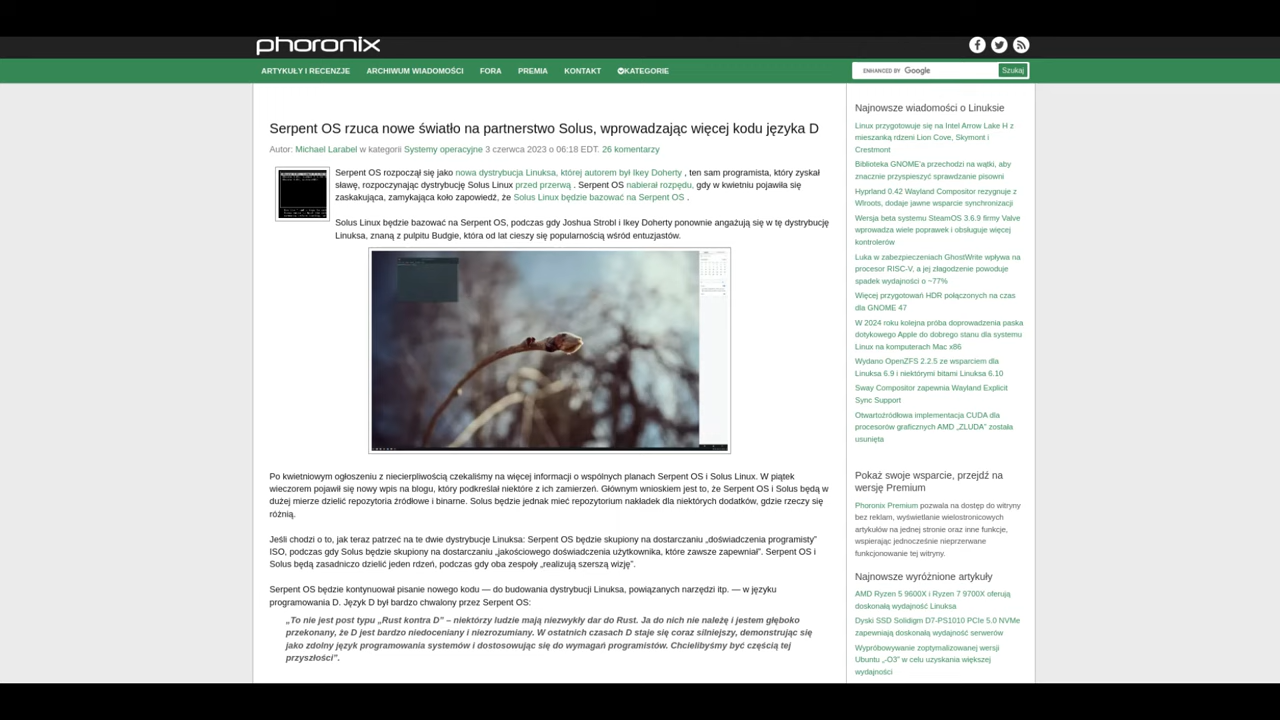 phoronix
ARTYKUŁY I RECENZJE
ARCHIWUM WIADOMOŚCI
FORA
PREMIA
KONTAKT
KATEGORIE
ENHANCED BY Google
Szukaj
Serpent OS rzuca nowe światło na partnerstwo Solus, wprowadzając więcej kodu języka D
Autor: Michael Larabel w kategorii Systemy operacyjne 3 czerwca 2023 o 06:18 EDT. 26 komentarzy
Serpent OS rozpoczął się jako nowa dystrybucja Linuksa, której autorem był Ikey Doherty , ten sam programista, który zyskał
sławę, rozpoczynając dystrybucję Solus Linux przed przerwą . Serpent OS nabierał rozpędu, gdy w kwietniu pojawiła się
zaskakująca, zamykająca koło zapowiedź, że Solus Linux będzie bazować na Serpent OS .
Solus Linux będzie bazować na Serpent OS, podczas gdy Joshua Strobl i Ikey Doherty ponownie angażują się w tę dystrybucję
Linuksa, znaną z pulpitu Budgie, która od lat cieszy się popularnością wśród entuzjastów.
Po kwietniowym ogłoszeniu z niecierpliwością czekaliśmy na więcej informacji o wspólnych planach Serpent OS i Solus Linux. W piątek
wieczorem pojawił się nowy wpis na blogu, który podkreślał niektóre z ich zamierzeń. Głównym wnioskiem jest to, że Serpent OS i Solus będą w
dużej mierze dzielić repozytoria źródłowe i binarne. Solus będzie jednak mieć repozytorium nakładek dla niektórych dodatków, gdzie rzeczy się
różnią.
Jeśli chodzi o to, jak teraz patrzeć na te dwie dystrybucje Linuksa: Serpent OS będzie skupiony na dostarczaniu „doświadczenia programisty”
ISO, podczas gdy Solus będzie skupiony na dostarczaniu „jakościowego doświadczenia użytkownika, które zawsze zapewniał”. Serpent OS i
Solus będą zasadniczo dzielić jeden rdzeń, podczas gdy oba zespoły „realizują szerszą wizję”.
Serpent OS będzie kontynuował pisanie nowego kodu — do budowania dystrybucji Linuksa, powiązanych narzędzi itp. — w języku
programowania D. Język D był bardzo chwalony przez Serpent OS:
„To nie jest post typu „Rust kontra D” – niektórzy ludzie mają niezwykły dar do Rust. Ja do nich nie należę i jestem głęboko
przekonany, że D jest bardzo niedoceniany i niezrozumiany. W ostatnich czasach D staje się coraz silniejszy, demonstrując się
jako zdolny język programowania systemów i dostosowując się do wymagań programistów. Chcielibyśmy być częścią tej
przyszłości”.
Najnowsze wiadomości o Linuksie
Linux przygotowuje się na Intel Arrow Lake H z
mieszanką rdzeni Lion Cove, Skymont i
Crestmont
Biblioteka GNOME'a przechodzi na wątki, aby
znacznie przyspieszyć sprawdzanie pisowni
Hyprland 0.42 Wayland Compositor rezygnuje z
Wlroots, dodaje jawne wsparcie synchronizacji
Wersja beta systemu SteamOS 3.6.9 firmy Valve
wprowadza wiele poprawek i obsługuje więcej
kontrolerów
Luka w zabezpieczeniach GhostWrite wpływa na
procesor RISC-V, a jej złagodzenie powoduje
spadek wydajności o ~77%
Więcej przygotowań HDR połączonych na czas
dla GNOME 47
W 2024 roku kolejna próba doprowadzenia paska
dotykowego Apple do dobrego stanu dla systemu
Linux na komputerach Mac x86
Wydano OpenZFS 2.2.5 ze wsparciem dla
Linuksa 6.9 i niektórymi bitami Linuksa 6.10
Sway Compositor zapewnia Wayland Explicit
Sync Support
Otwartoźródłowa implementacja CUDA dla
procesorów graficznych AMD „ZLUDA” została
usunięta
Pokaż swoje wsparcie, przejdź na
wersję Premium
Phoronix Premium pozwala na dostęp do witryny
bez reklam, wyświetlanie wielostronicowych
artykułów na jednej stronie oraz inne funkcje,
wspierając jednocześnie nieprzerwane
funkcjonowanie tej witryny.
Najnowsze wyróżnione artykuły
AMD Ryzen 5 9600X i Ryzen 7 9700X oferują
doskonałą wydajność Linuksa
Dyski SSD Solidigm D7-PS1010 PCIe 5.0 NVMe
zapewniają doskonałą wydajność serwerów
Wypróbowywanie zoptymalizowanej wersji
Ubuntu „-O3” w celu uzyskania większej
wydajności